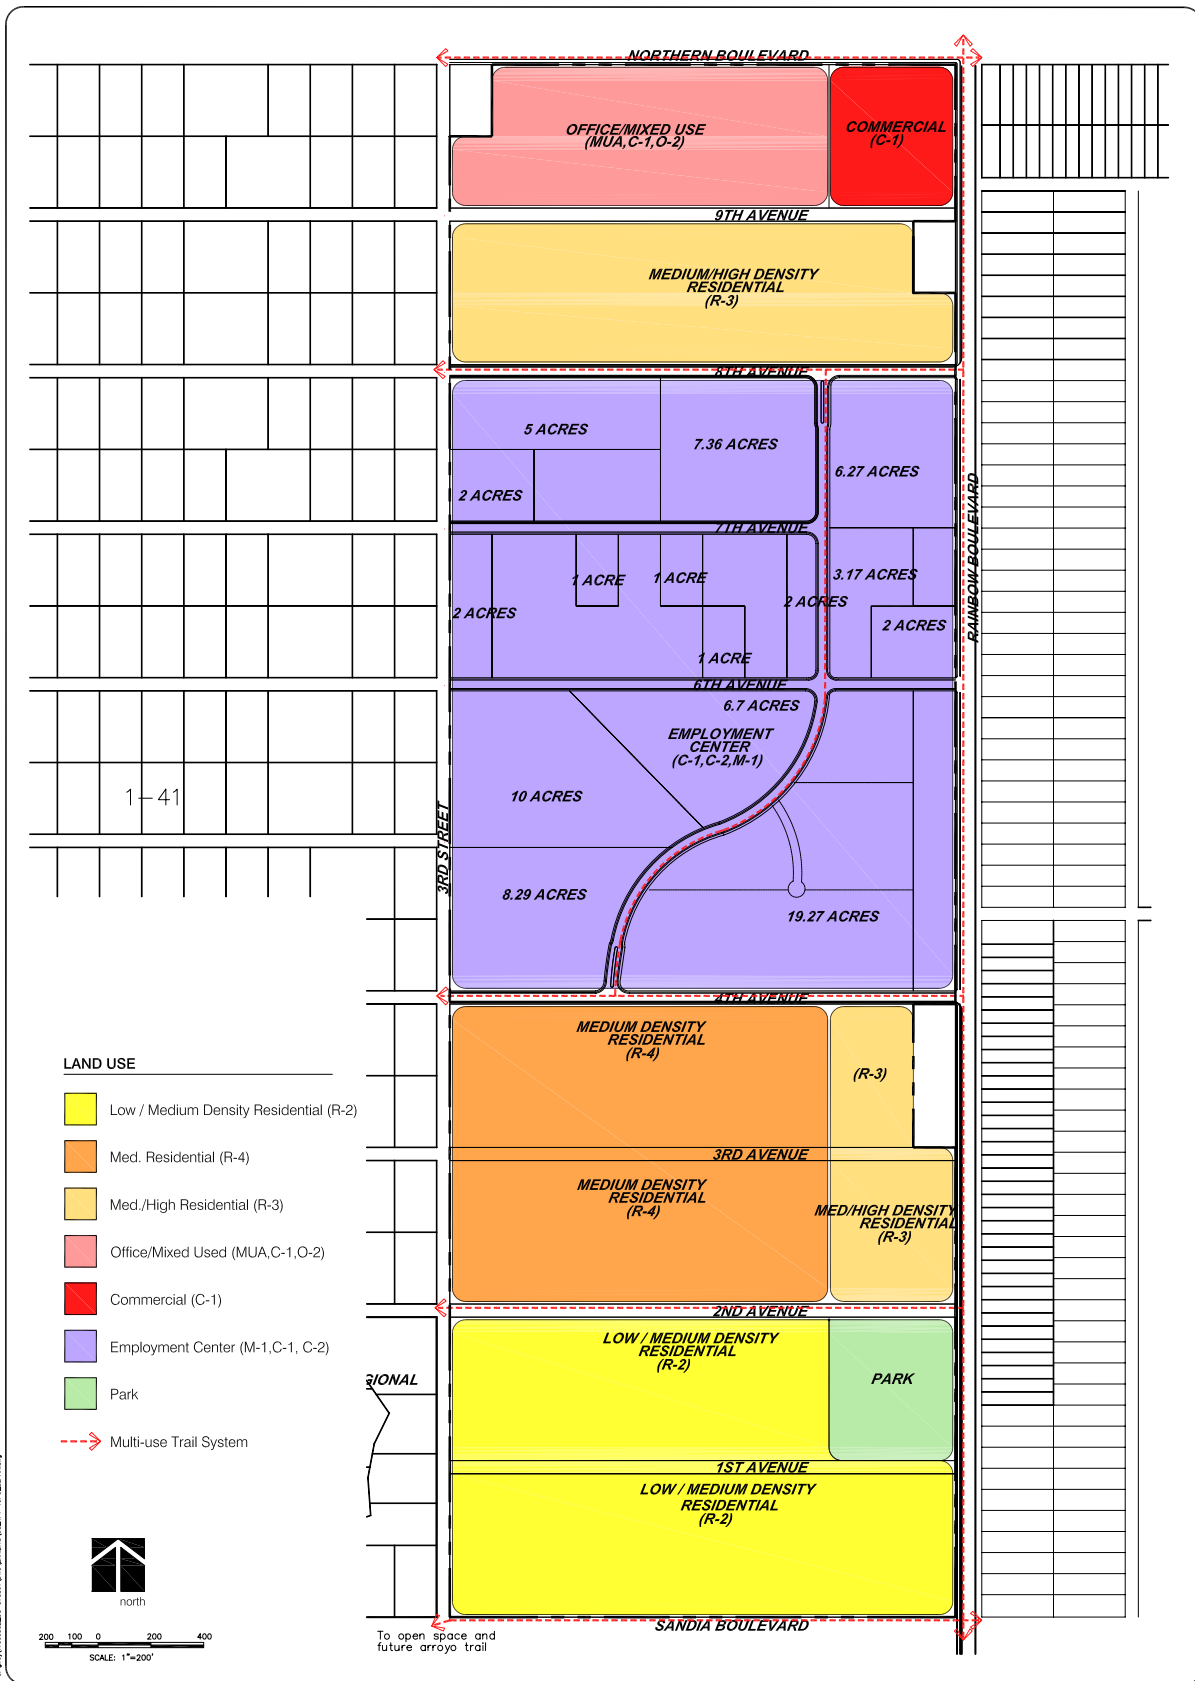 NORTHERN BOULEVARD
OFFICE/MIXED USE
(MUA,C-1,O-2)
COMMERCIAL
(C-1)
9TH AVENUE
MEDIUM/HIGH DENSITY
RESIDENTIAL
(R-3)
8TH AVENUE
5 ACRES
7.36 ACRES
6.27 ACRES
2 ACRES
7TH AVENUE
RAINBOW BOULEVARD
1 ACRE
1 ACRE
3.17 ACRES
2 ACRES
2 ACRES
2 ACRES
1 ACRE
6TH AVENUE
6.7 ACRES
EMPLOYMENT
CENTER
(C-1,C-2,M-1)
1-41
10 ACRES
3RD STREET
8.29 ACRES
19.27 ACRES
4TH AVENUE
MEDIUM DENSITY
RESIDENTIAL
(R-4)
(R-3)
3RD AVENUE
MEDIUM DENSITY
RESIDENTIAL
(R-4)
MED/HIGH DENSITY
RESIDENTIAL
(R-3)
2ND AVENUE
LOW / MEDIUM DENSITY
RESIDENTIAL
(R-2)
PARK
GIONAL
1ST AVENUE
LOW / MEDIUM DENSITY
RESIDENTIAL
(R-2)
SANDIA BOULEVARD
To open space and
future arroyo trail
LAND USE
Low / Medium Density Residential (R-2)
Med. Residential (R-4)
Med./High Residential (R-3)
Office/Mixed Used (MUA,C-1,O-2)
Commercial (C-1)
Employment Center (M-1,C-1, C-2)
Park
Multi-use Trail System
north
200 100 0 200 400
SCALE: 1"=200'